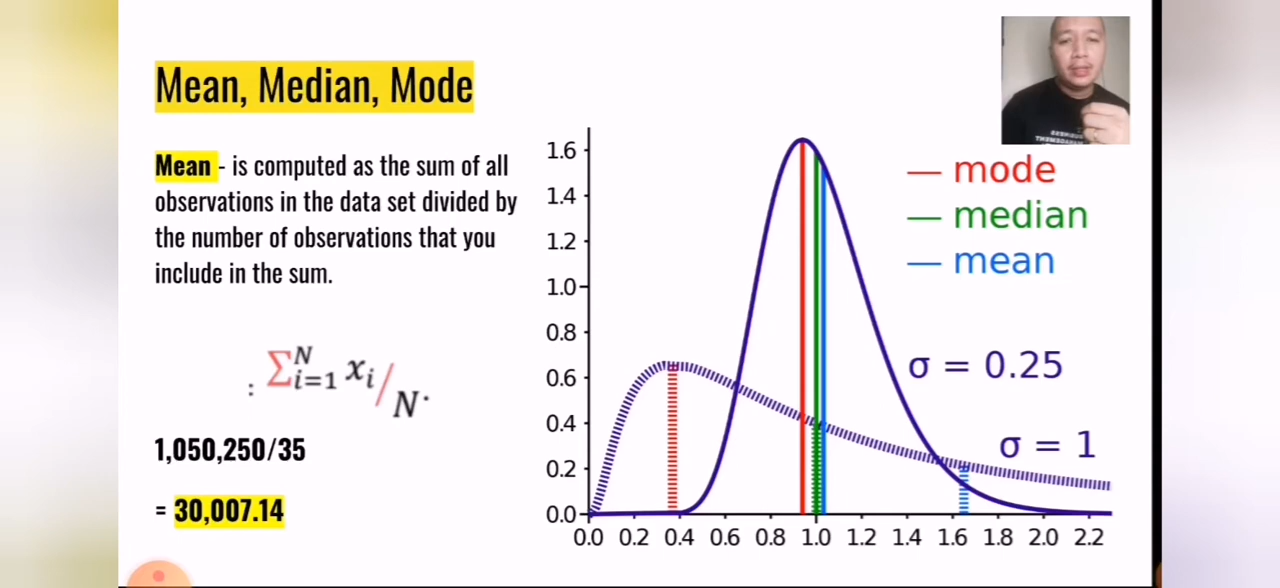 Mean, Median, Mode
Mean - is computed as the sum of all
observations in the data set divided by
the number of observations that you
include in the sum.
: ∑ᴺᵢ₌₁ xᵢ/N.
1,050,250/35
= 30,007.14
mode
median
mean
σ = 0.25
σ = 1
1.6
1.4
1.2
1.0
0.8
0.6
0.4
0.2
0.0
0.0 0.2 0.4 0.6 0.8 1.0 1.2 1.4 1.6 1.8 2.0 2.2